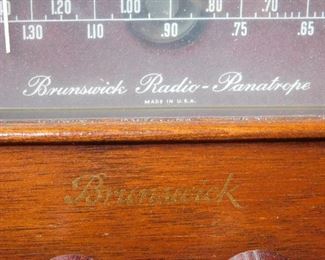 1.20 1.00 .80 .70
1.30 1.10 .90 .75 .65
Brunswick Radio-Panatrope
MADE IN U.S.A.
Brunswick